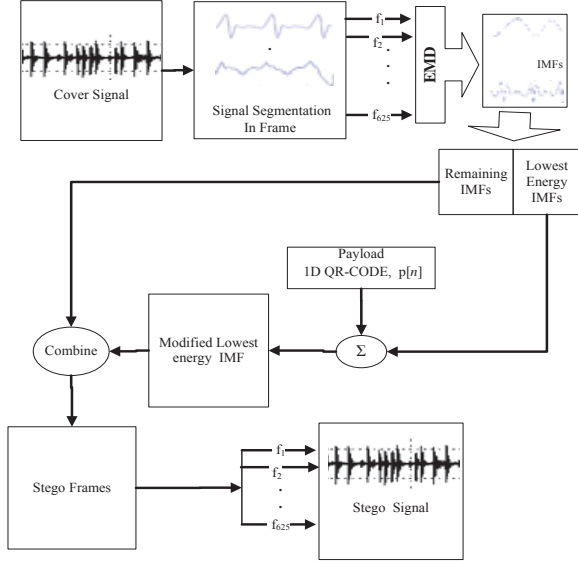 Cover Signal
Signal Segmentation
In Frame
f1
f2
f625
EMD
IMFs
Remaining
IMFs
Lowest
Energy
IMFs
Payload
1D QR-CODE, p[n]
Combine
Modified Lowest
energy IMF
Σ
Stego Frames
f1
f2
f625
Stego Signal